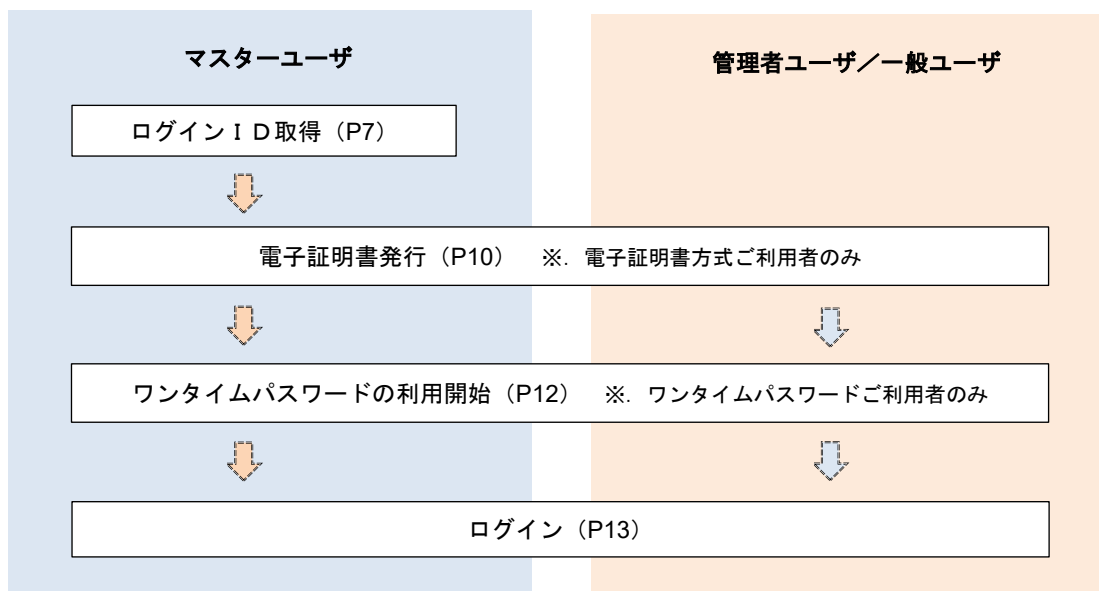 マスターユーザ
管理者ユーザ／一般ユーザ
ログインＩＤ取得（P7）
電子証明書発行（P10）　※．電子証明書方式ご利用者のみ
ワンタイムパスワードの利用開始（P12）　※．ワンタイムパスワードご利用者のみ
ログイン（P13）